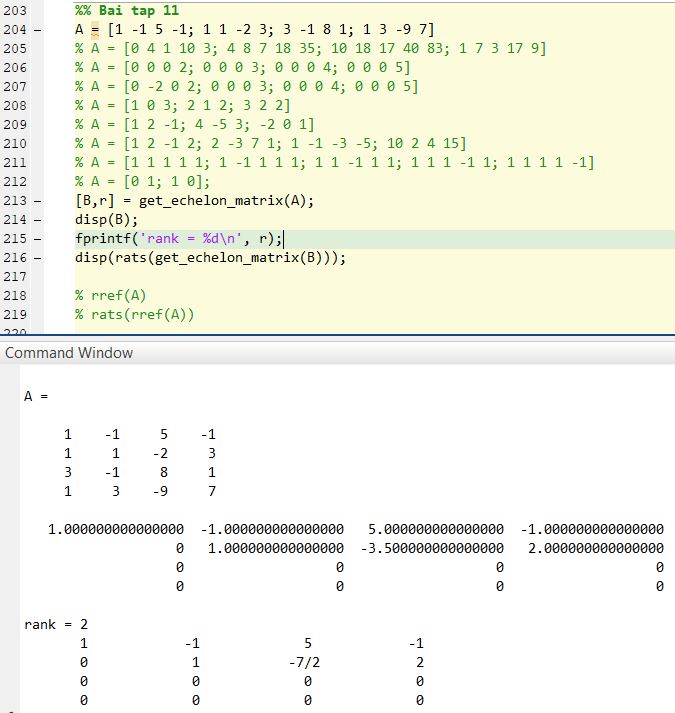 203 %% Bai tap 11
204 – A = [1 -1 5 -1; 1 1 -2 3; 3 -1 8 1; 1 3 -9 7]
205 % A = [0 4 1 10 3; 4 8 7 18 35; 10 18 17 40 83; 1 7 3 17 9]
206 % A = [0 0 0 2; 0 0 0 3; 0 0 0 4; 0 0 0 5]
207 % A = [0 -2 0 2; 0 0 0 3; 0 0 0 4; 0 0 0 5]
208 % A = [1 0 3; 2 1 2; 3 2 2]
209 % A = [1 2 -1; 4 -5 3; -2 0 1]
210 % A = [1 2 -1 2; 2 -3 7 1; 1 -1 -3 -5; 10 2 4 15]
211 % A = [1 1 1 1 1; 1 -1 1 1 1; 1 1 -1 1 1; 1 1 1 -1 1; 1 1 1 1 -1]
212 % A = [0 1; 1 0];
213 – [B,r] = get_echelon_matrix(A);
214 – disp(B);
215 – fprintf('rank = %d\n', r);
216 – disp(rats(get_echelon_matrix(B)));
217
218 % rref(A)
219 % rats(rref(A))
220
Command Window
A =
1 -1 5 -1
1 1 -2 3
3 -1 8 1
1 3 -9 7
1.000000000000000 -1.000000000000000 5.000000000000000 -1.000000000000000
0 1.000000000000000 -3.500000000000000 2.000000000000000
0 0 0 0
0 0 0 0
rank = 2
1 -1 5 -1
0 1 -7/2 2
0 0 0 0
0 0 0 0